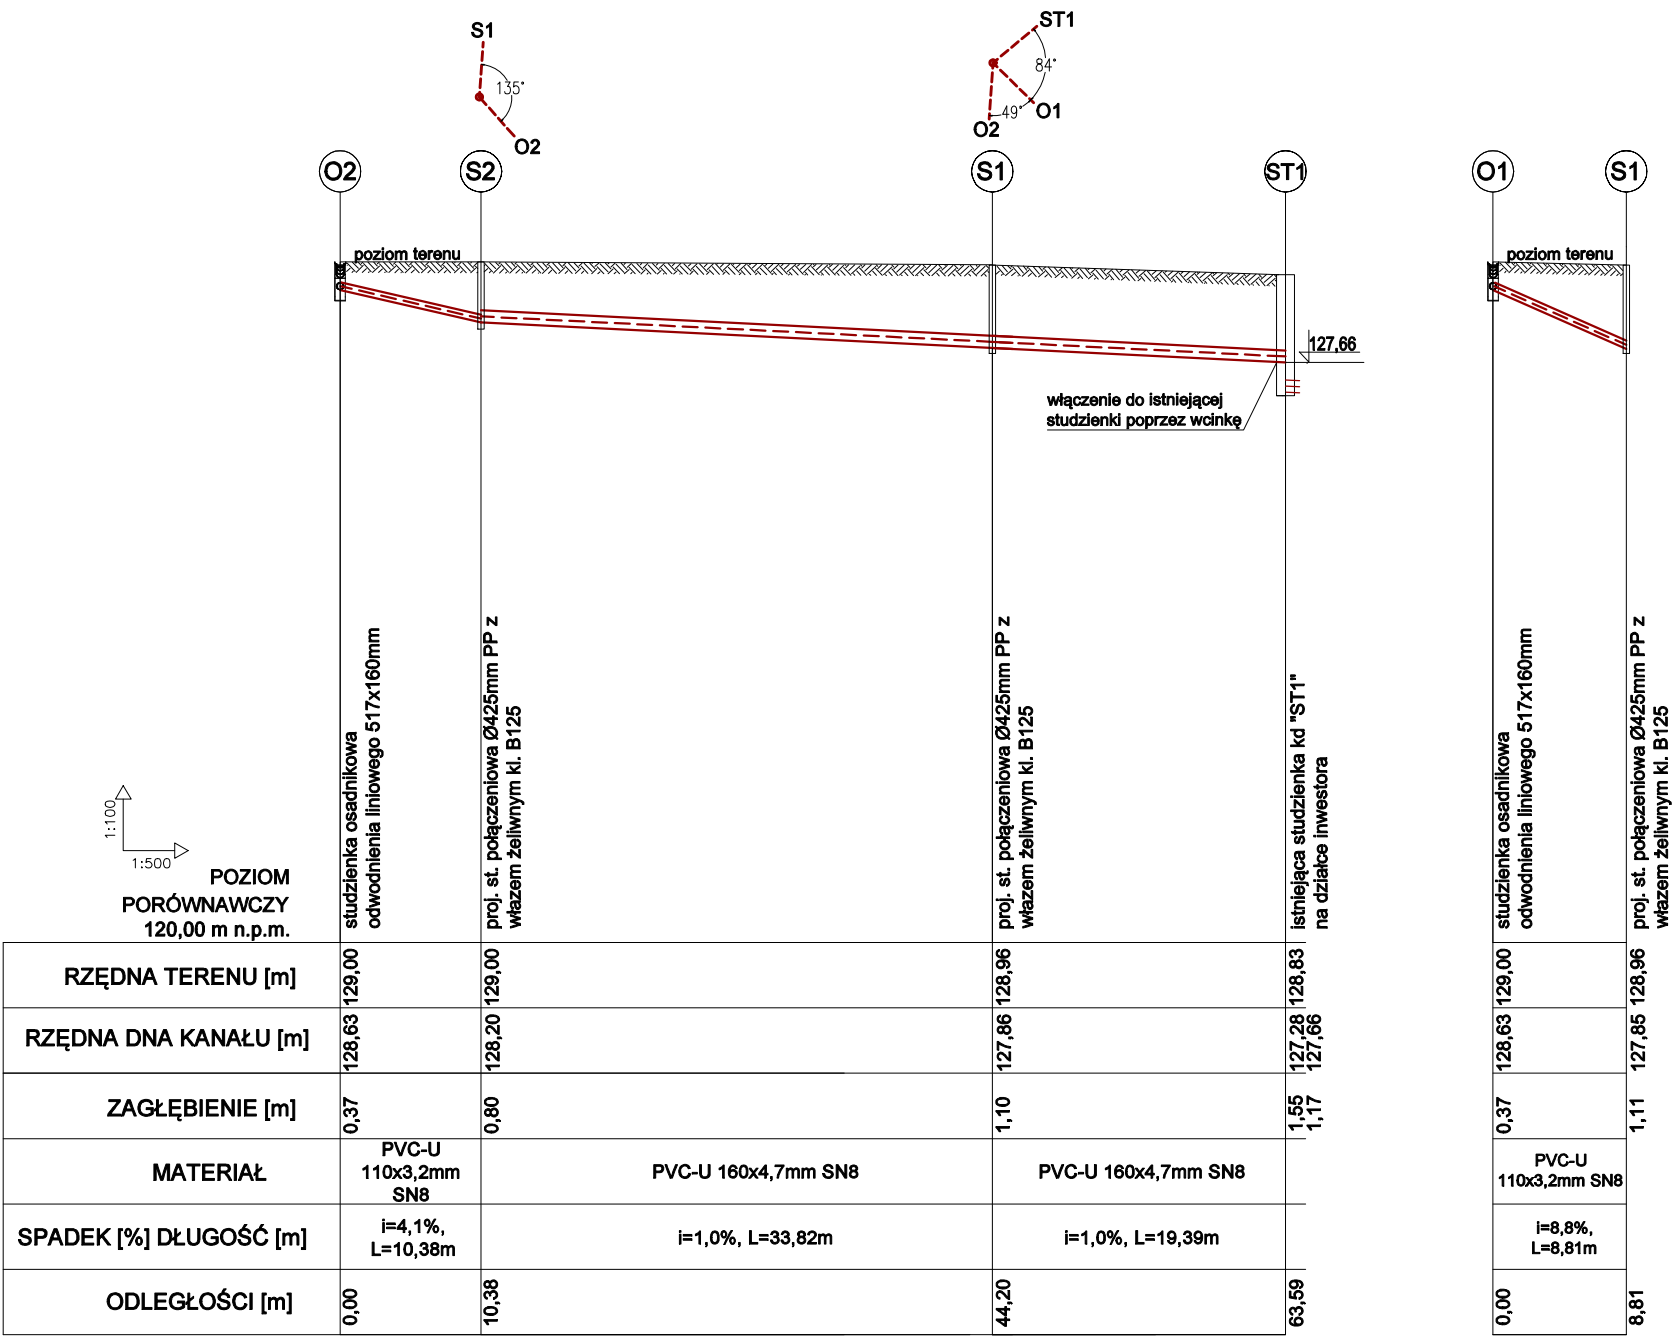 S1
135°
O2
ST1
84°
O1
49°
O2
O2
S2
S1
ST1
O1
S1
poziom terenu
poziom terenu
127,66
włączenie do istniejącej
studzienki poprzez wcinkę
studzienka osadnikowa
odwodnienia liniowego 517x160mm
proj. st. połączeniowa Ø425mm PP z
włazem żeliwnym kl. B125
proj. st. połączeniowa Ø425mm PP z
włazem żeliwnym kl. B125
istniejąca studzienka kd "ST1"
na działce inwestora
studzienka osadnikowa
odwodnienia liniowego 517x160mm
proj. st. połączeniowa Ø425mm PP z
włazem żeliwnym kl. B125
1:100
1:500
POZIOM
PORÓWNAWCZY
120,00 m n.p.m.
RZĘDNA TERENU [m]
129,00
129,00
128,96
128,83
129,00
128,96
RZĘDNA DNA KANAŁU [m]
128,63
128,20
127,86
127,28
127,66
128,63
127,85
ZAGŁĘBIENIE [m]
0,37
0,80
1,10
1,55
1,17
0,37
1,11
MATERIAŁ
PVC-U
110x3,2mm
SN8
PVC-U 160x4,7mm SN8
PVC-U 160x4,7mm SN8
PVC-U
110x3,2mm SN8
SPADEK [%] DŁUGOŚĆ [m]
i=4,1%,
L=10,38m
i=1,0%, L=33,82m
i=1,0%, L=19,39m
i=8,8%,
L=8,81m
ODLEGŁOŚCI [m]
0,00
10,38
44,20
63,59
0,00
8,81